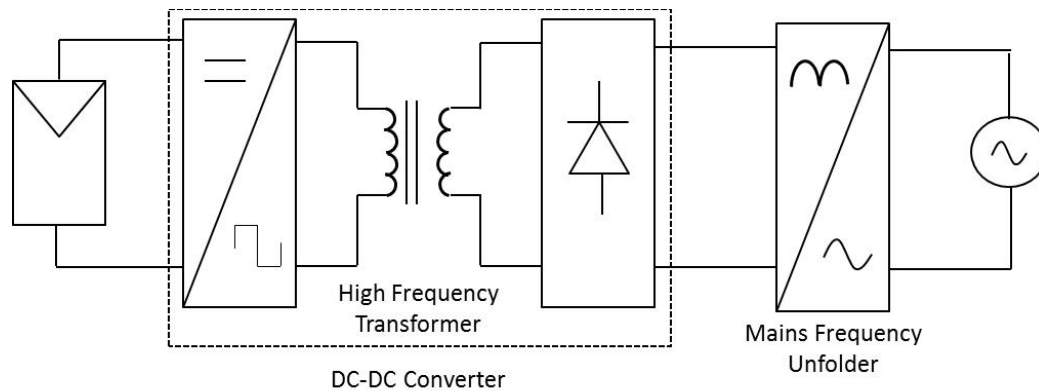 High Frequency
Transformer
Mains Frequency
Unfolder
DC-DC Converter